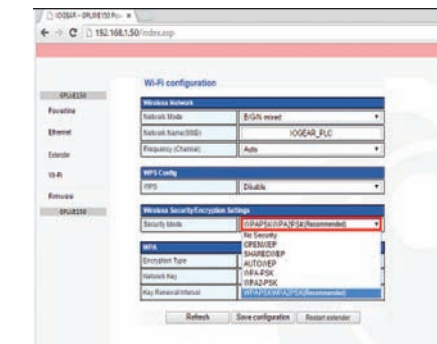 IOGEAR - GPLWE150 Po
192.168.1.50/index.asp
Wi-Fi configuration
GPLWE150
Powerline
Ethernet
Extender
Wi-Fi
Firmware
GPLWE150
Wireless Network
Network Mode B/G/N mixed
Network Name(SSID) IOGEAR_PLC
Frequency (Channel) Auto
WPS Config
WPS Disable
Wireless Security/Encryption Settings
Security Mode WPAPSKWPA2PSK(Recommended)
No Security
OPENWEP
SHAREDWEP
AUTOWEP
WPA-PSK
WPA2-PSK
WPAPSKWPA2PSK(Recommended)
WPA
Encryption Type
Network Key
Key Renewal Interval
Refresh Save configuration Restart extender